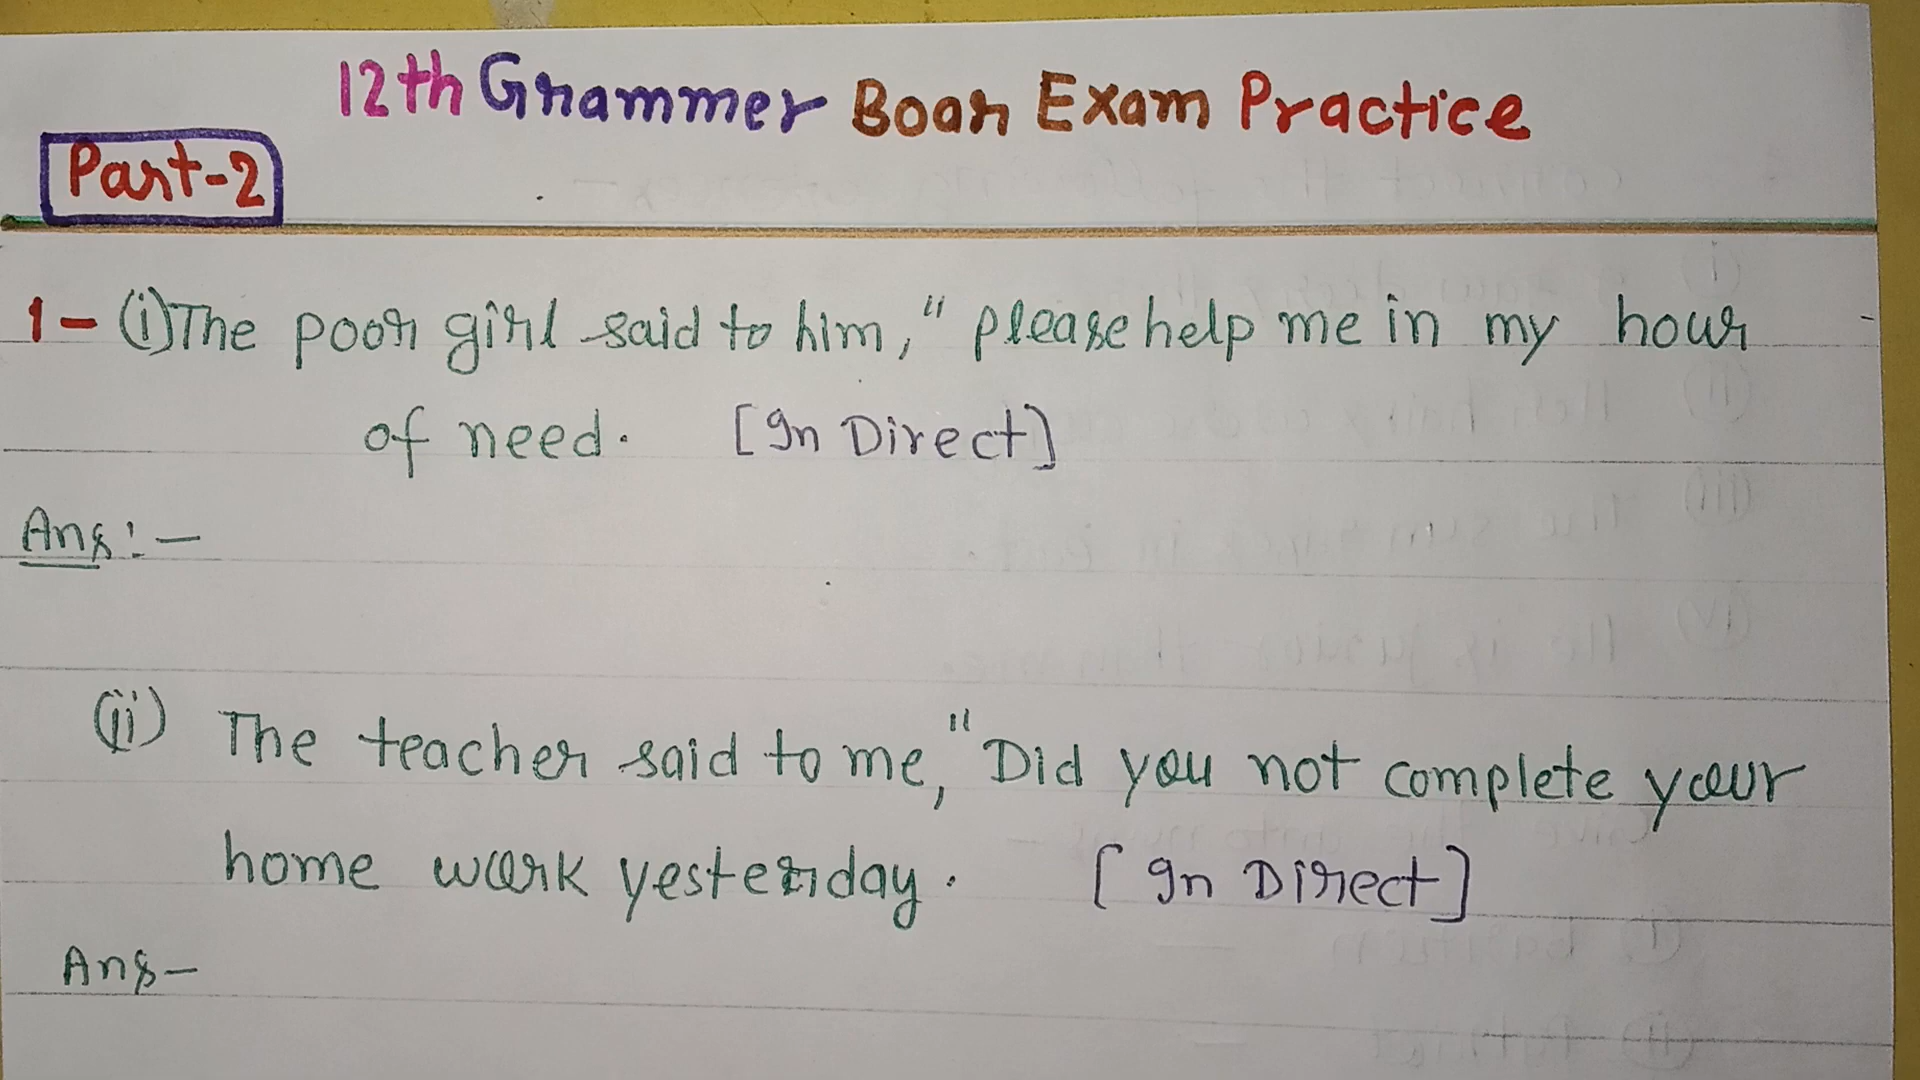 12th Grammer Boar Exam Practice
Part-2
1- (i) The poor girl said to him, " please help me in my hour
of need. [In Direct]
Ans:-
(ii) The teacher said to me, "Did you not complete your
home work yesterday. [In Direct]
Ans-